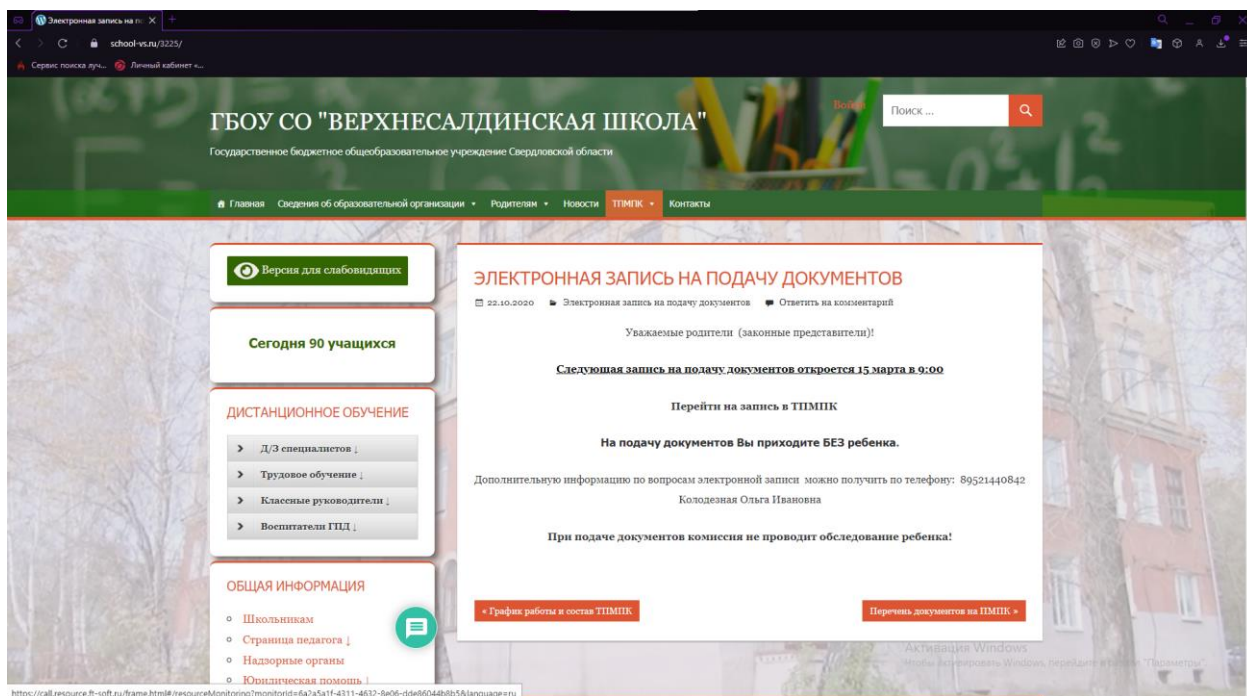 Электронная запись на по
school-vs.ru/3225/
Сервис поиска луч...
Личный кабинет «...
ГБОУ СО "ВЕРХНЕСАЛДИНСКАЯ ШКОЛА"
Государственное бюджетное общеобразовательное учреждение Свердловской области
Войти
Поиск ...
Главная Сведения об образовательной организации Родителям Новости ТПМПК Контакты
Версия для слабовидящих
Сегодня 90 учащихся
ДИСТАНЦИОННОЕ ОБУЧЕНИЕ
Д/З специалистов ↓
Трудовое обучение ↓
Классные руководители ↓
Воспитатели ГПД ↓
ОБЩАЯ ИНФОРМАЦИЯ
Школьникам
Страница педагога ↓
Надзорные органы
Юридическая помощь ↓
ЭЛЕКТРОННАЯ ЗАПИСЬ НА ПОДАЧУ ДОКУМЕНТОВ
22.10.2020 Электронная запись на подачу документов Ответить на комментарий
Уважаемые родители (законные представители)!
Следующая запись на подачу документов откроется 15 марта в 9:00
Перейти на запись в ТПМПК
На подачу документов Вы приходите БЕЗ ребенка.
Дополнительную информацию по вопросам электронной записи можно получить по телефону: 89521440842
Колодезная Ольга Ивановна
При подаче документов комиссия не проводит обследование ребенка!
« График работы и состав ТПМПК
Перечень документов на ПМПК »
Активация Windows
Чтобы активировать Windows, перейдите в раздел "Параметры".
https://call.resource.ft-soft.ru/frame.html#/resourceMonitoring?monitorid=6a2a5a1f-4311-4632-8e06-dde86044b8b5&language=ru